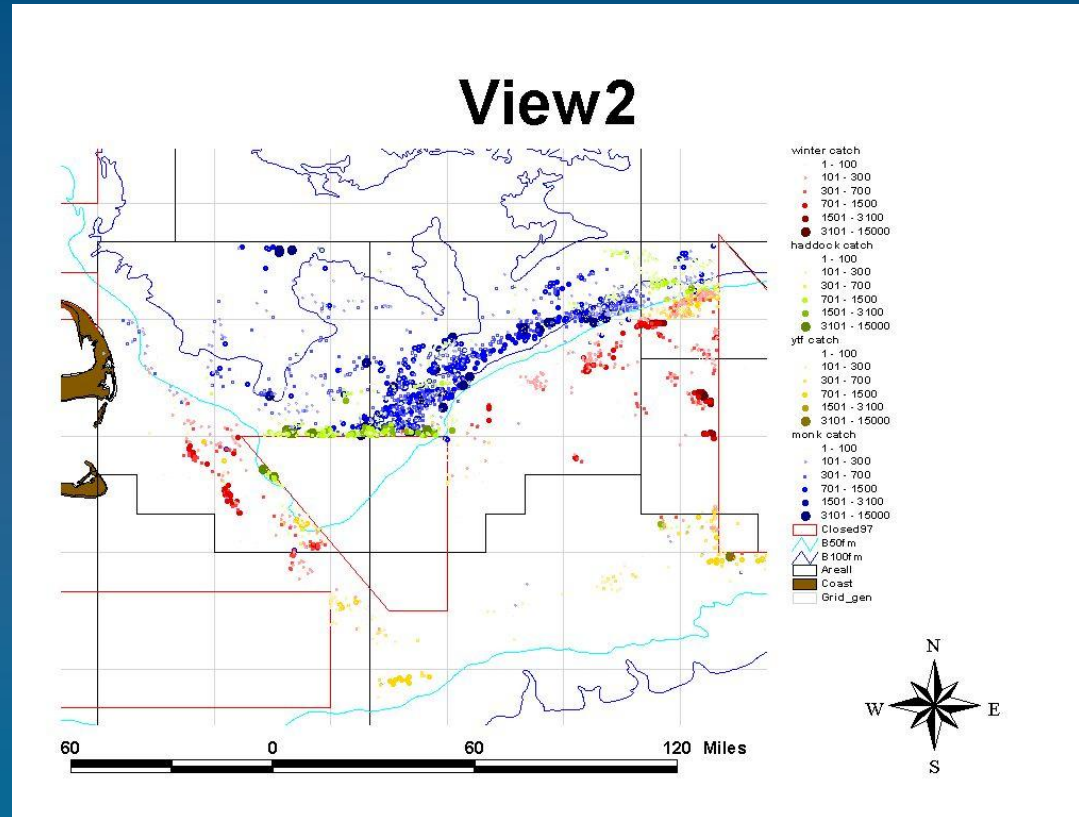 View2
winter catch
1 - 100
101 - 300
301 - 700
701 - 1500
1501 - 3100
3101 - 15000
haddock catch
1 - 100
101 - 300
301 - 700
701 - 1500
1501 - 3100
3101 - 15000
ytf catch
1 - 100
101 - 300
301 - 700
701 - 1500
1501 - 3100
3101 - 15000
monk catch
1 - 100
101 - 300
301 - 700
701 - 1500
1501 - 3100
3101 - 15000
Closed97
B50fm
B100fm
Areall
Coast
Grid_gen
N
W E
S
60 0 60 120 Miles